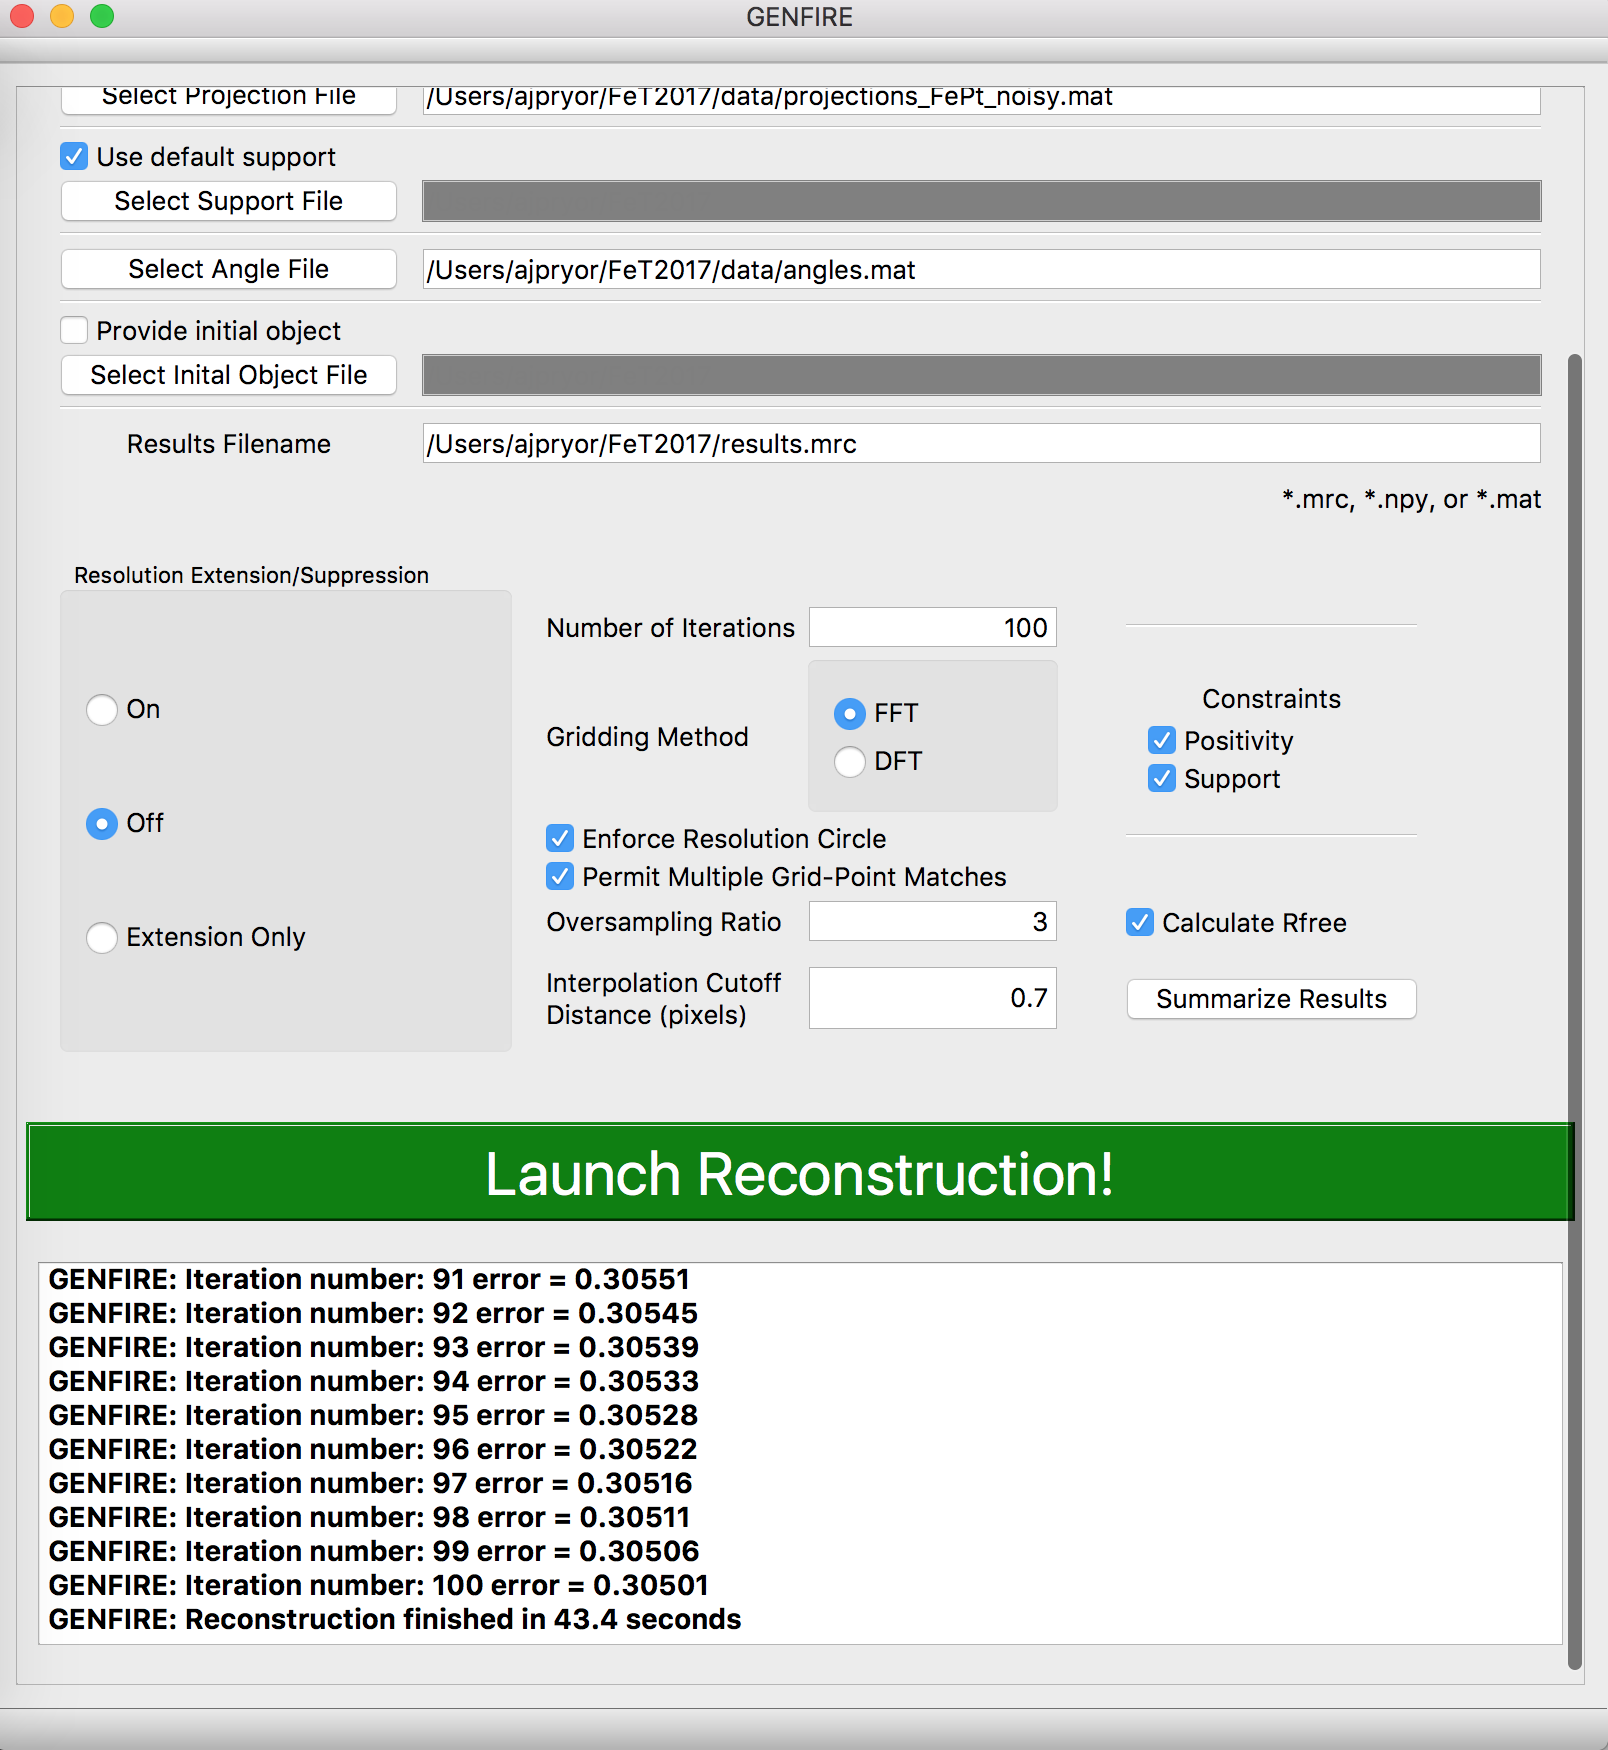 GENFIRE
Select Projection File /Users/ajpryor/FeT2017/data/projections_FePt_noisy.mat
Use default support
Select Support File
Select Angle File /Users/ajpryor/FeT2017/data/angles.mat
Provide initial object
Select Inital Object File
Results Filename /Users/ajpryor/FeT2017/results.mrc
*.mrc, *.npy, or *.mat
Resolution Extension/Suppression
On
Off
Extension Only
Number of Iterations 100
Gridding Method
FFT
DFT
Enforce Resolution Circle
Permit Multiple Grid-Point Matches
Oversampling Ratio 3
Interpolation Cutoff
Distance (pixels) 0.7
Constraints
Positivity
Support
Calculate Rfree
Summarize Results
Launch Reconstruction!
GENFIRE: Iteration number: 91 error = 0.30551
GENFIRE: Iteration number: 92 error = 0.30545
GENFIRE: Iteration number: 93 error = 0.30539
GENFIRE: Iteration number: 94 error = 0.30533
GENFIRE: Iteration number: 95 error = 0.30528
GENFIRE: Iteration number: 96 error = 0.30522
GENFIRE: Iteration number: 97 error = 0.30516
GENFIRE: Iteration number: 98 error = 0.30511
GENFIRE: Iteration number: 99 error = 0.30506
GENFIRE: Iteration number: 100 error = 0.30501
GENFIRE: Reconstruction finished in 43.4 seconds